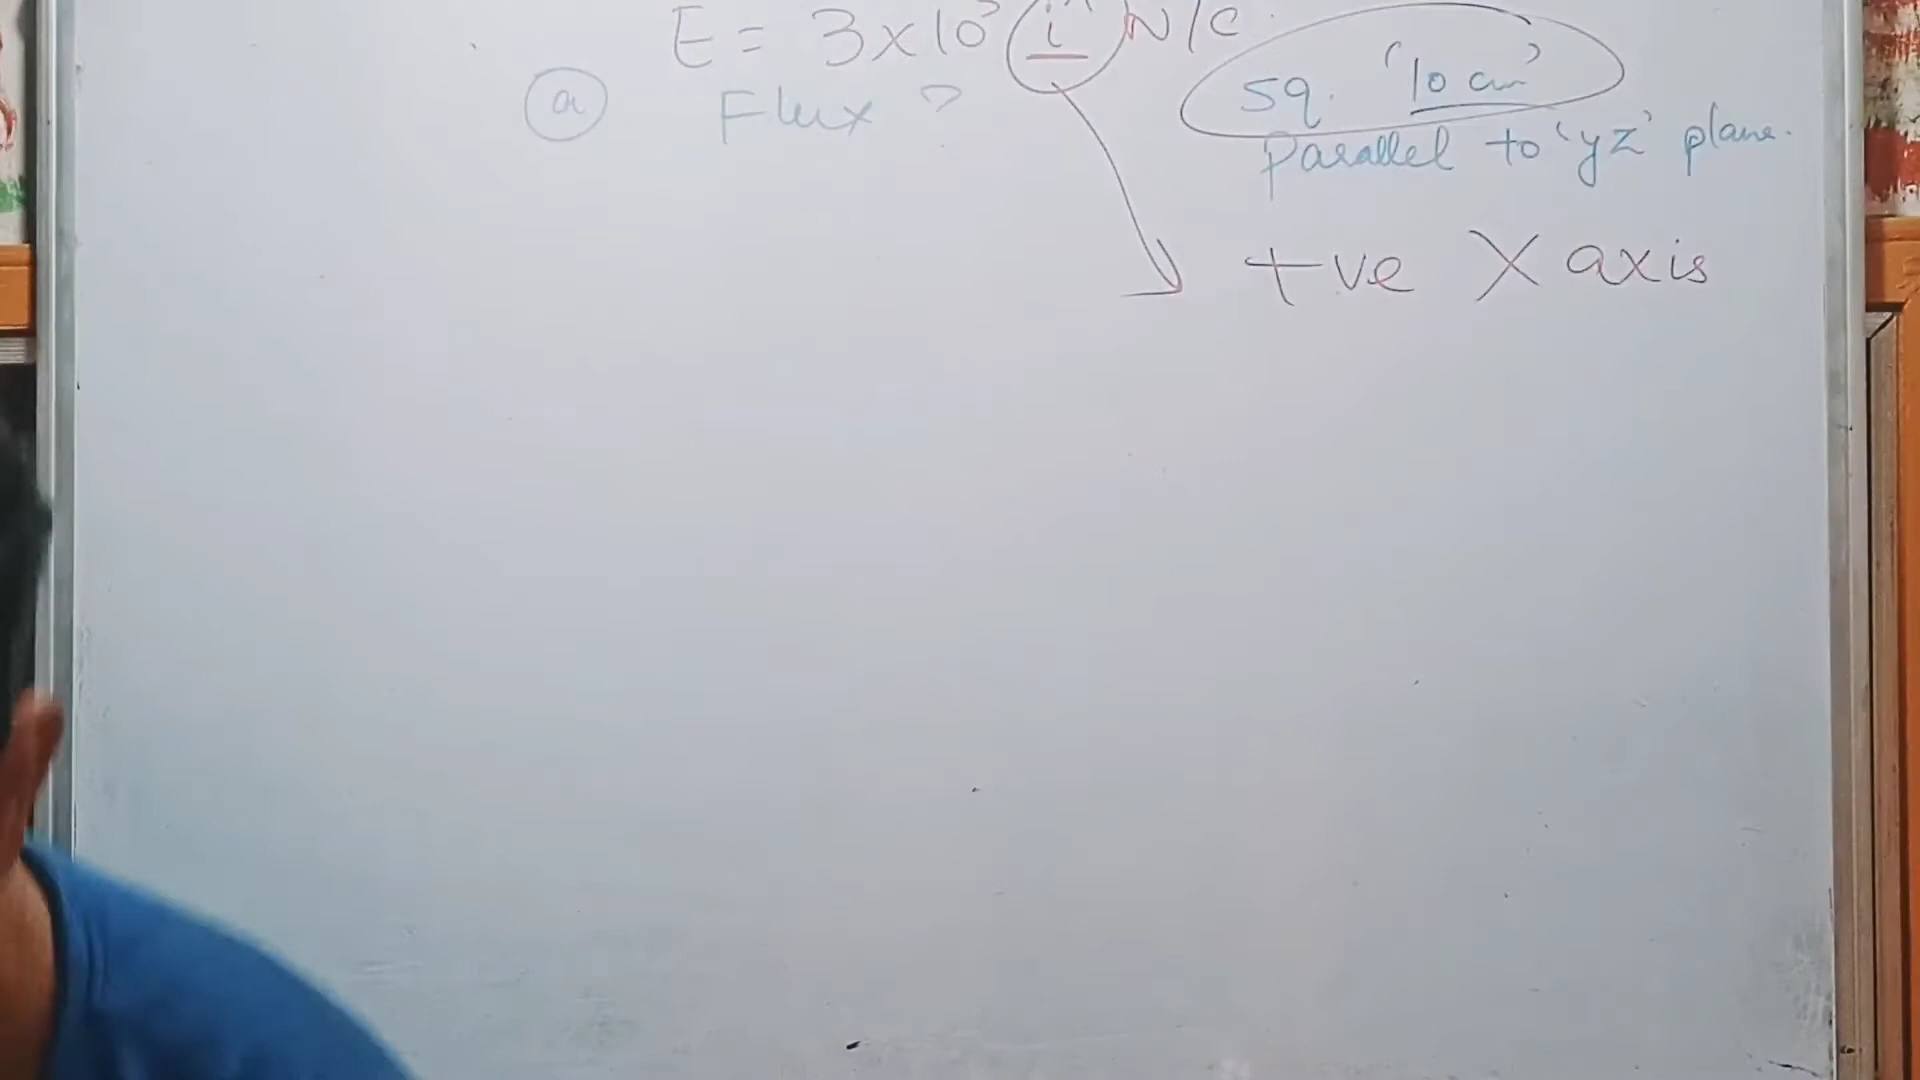 E = 3x10³ i^ N/C
sq. '10 cm'
ⓐ Flux ?
Parallel to 'yz' plane.
+ve X axis